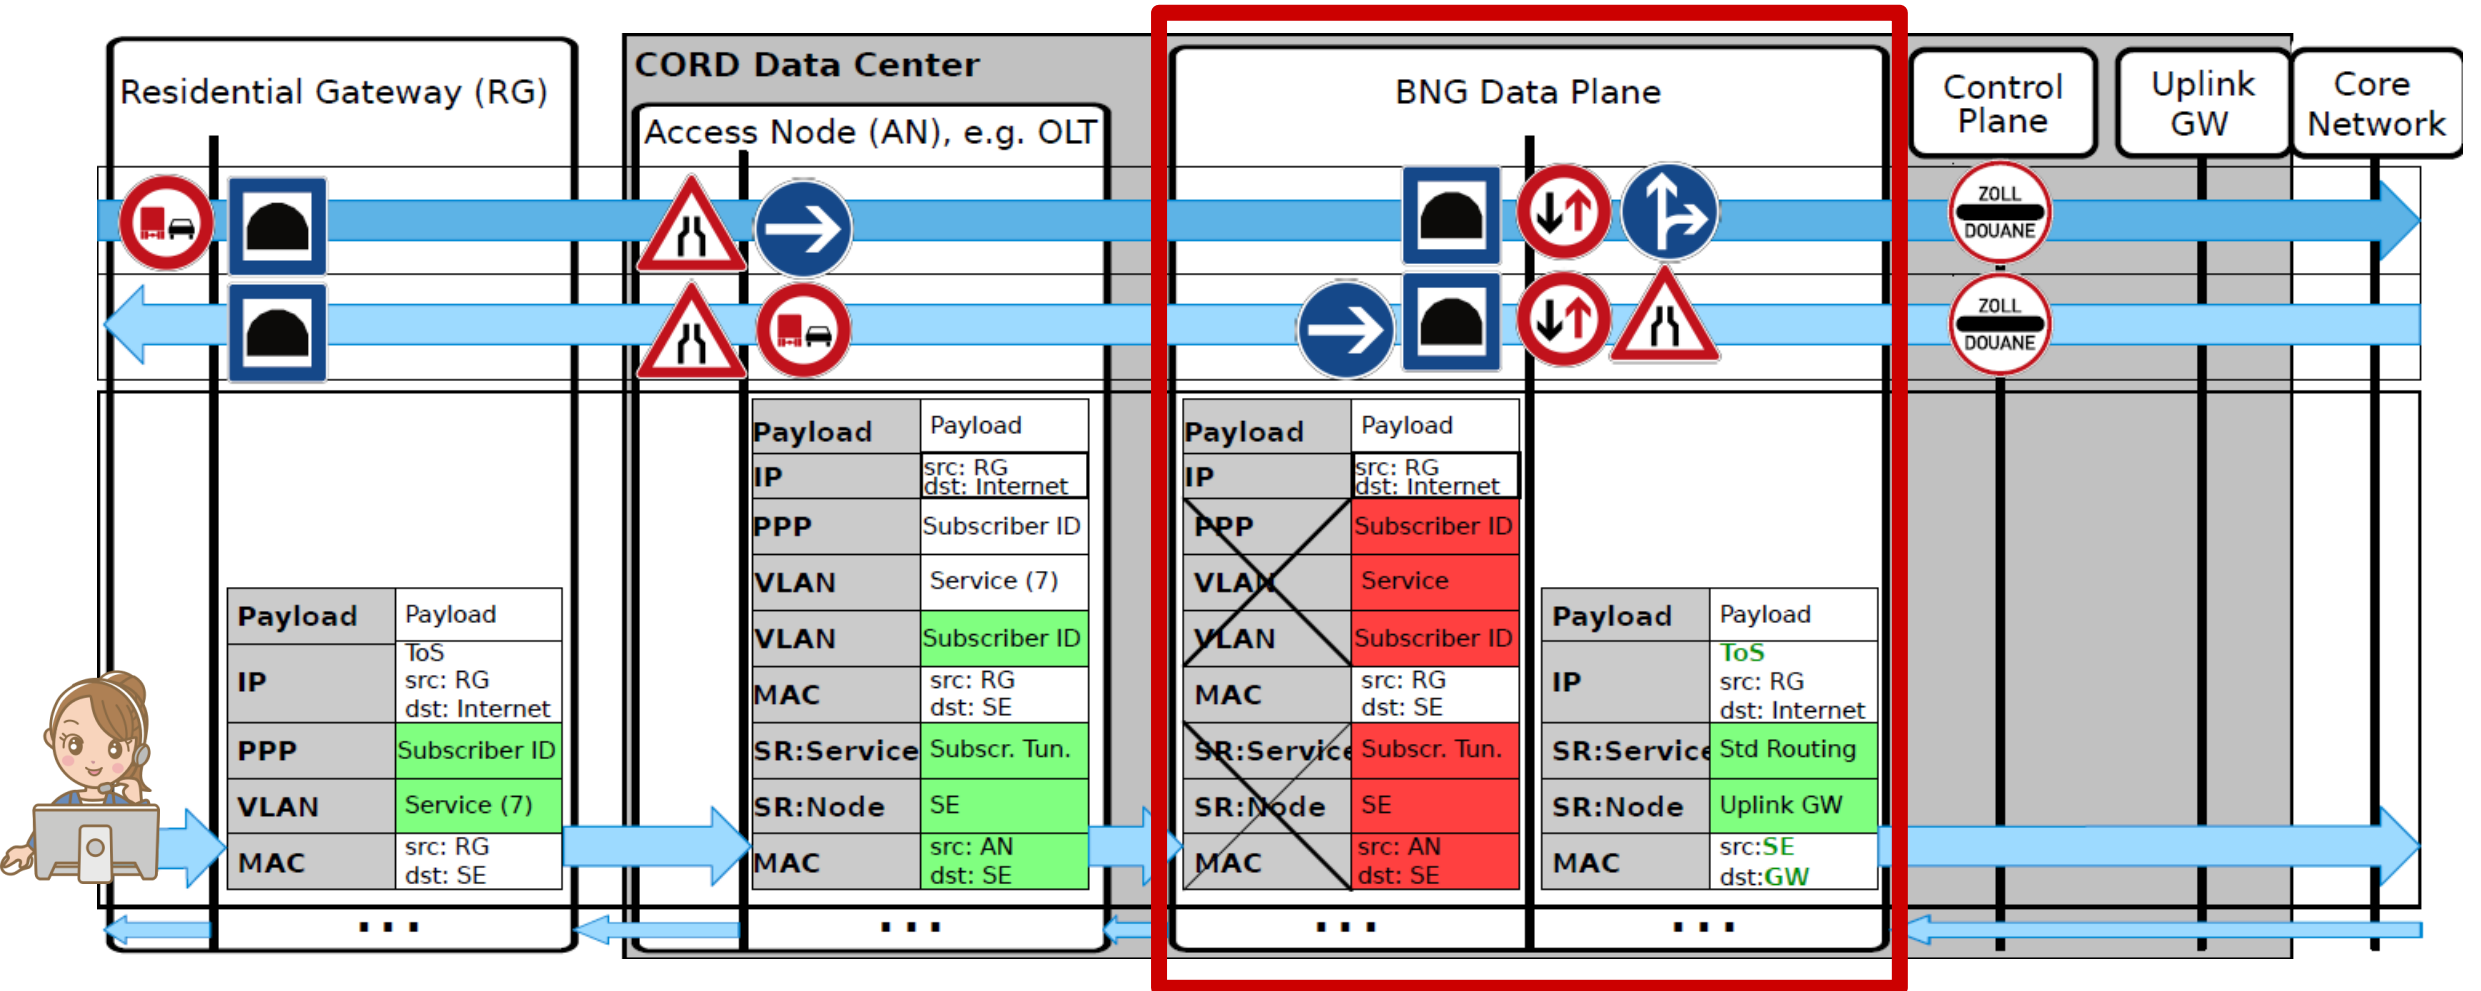 Residential Gateway (RG)
CORD Data Center
Access Node (AN), e.g. OLT
BNG Data Plane
Control
Plane
Uplink
GW
Core
Network
ZOLL
DOUANE
ZOLL
DOUANE
Payload Payload
IP ToS
src: RG
dst: Internet
PPP Subscriber ID
VLAN Service (7)
MAC src: RG
dst: SE
...
Payload Payload
IP src: RG
dst: Internet
PPP Subscriber ID
VLAN Service (7)
VLAN Subscriber ID
MAC src: RG
dst: SE
SR:Service Subscr. Tun.
SR:Node SE
MAC src: AN
dst: SE
...
Payload Payload
IP src: RG
dst: Internet
PPP Subscriber ID
VLAN Service
VLAN Subscriber ID
MAC src: RG
dst: SE
SR:Service Subscr. Tun.
SR:Node SE
MAC src: AN
dst: SE
...
Payload Payload
IP ToS
src: RG
dst: Internet
SR:Service Std Routing
SR:Node Uplink GW
MAC src:SE
dst:GW
...